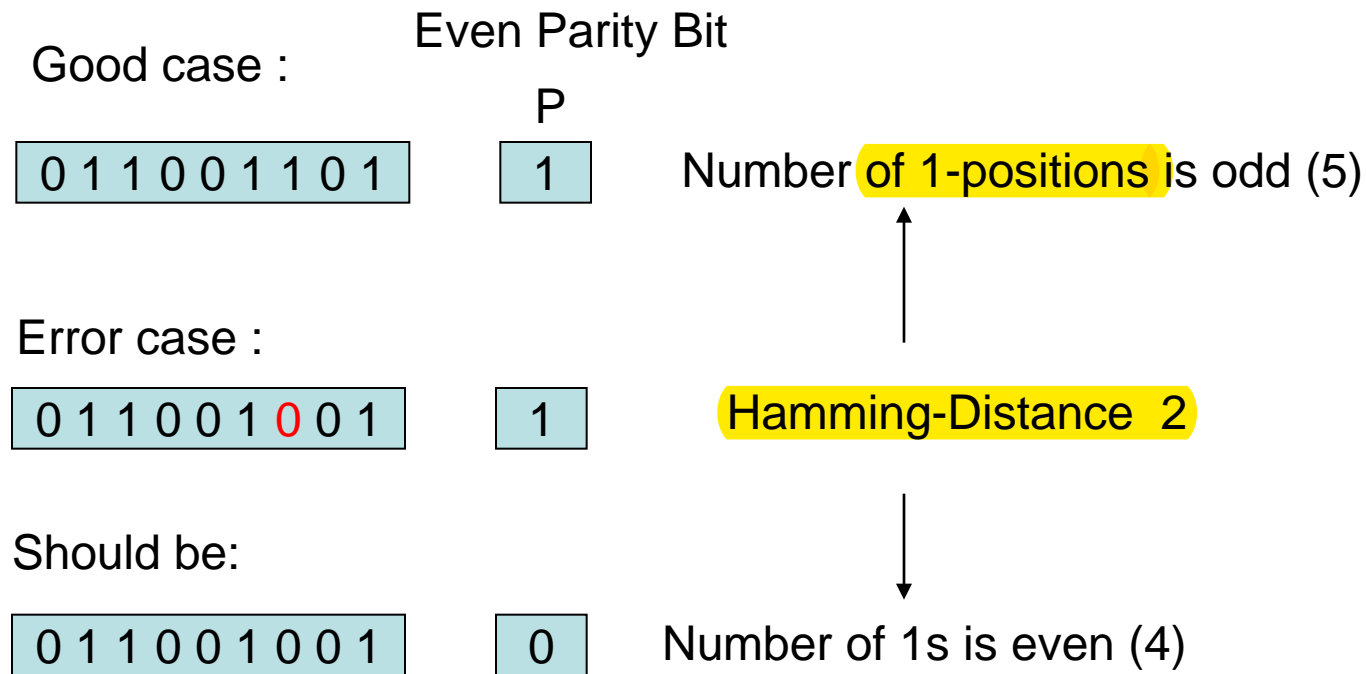 Even Parity Bit
Good case :
P
0 1 1 0 0 1 1 0 1 1 Number of 1-positions is odd (5)
Error case :
0 1 1 0 0 1 0 0 1 1 Hamming-Distance 2
Should be:
0 1 1 0 0 1 0 0 1 0 Number of 1s is even (4)